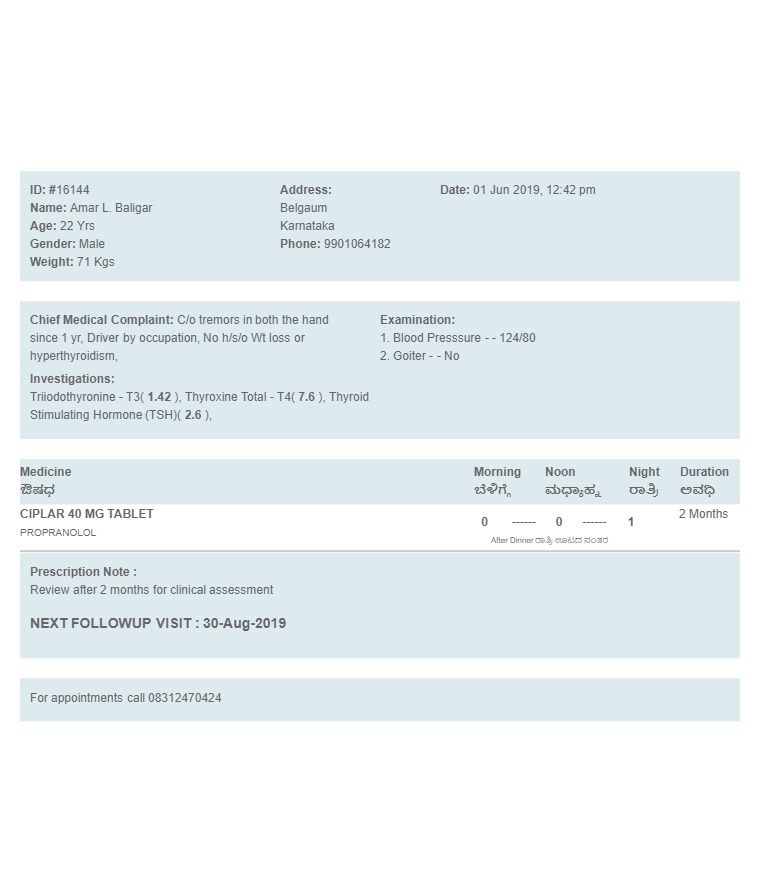 ID: #16144
Name: Amar L. Baligar
Age: 22 Yrs
Gender: Male
Weight: 71 Kgs
Address:
Belgaum
Karnataka
Phone: 9901064182
Date: 01 Jun 2019, 12:42 pm
Chief Medical Complaint: C/o tremors in both the hand
since 1 yr, Driver by occupation, No h/s/o Wt loss or
hyperthyroidism,
Investigations:
Triiodothyronine - T3( 1.42 ), Thyroxine Total - T4( 7.6 ), Thyroid
Stimulating Hormone (TSH)( 2.6 ),
Examination:
1. Blood Presssure - - 124/80
2. Goiter - - No
Medicine Morning Noon Night Duration
ಔಷಧ ಬೆಳಿಗ್ಗೆ ಮಧ್ಯಾಹ್ನ ರಾತ್ರಿ ಅವಧಿ
CIPLAR 40 MG TABLET 2 Months
0 ------ 0 ------ 1
PROPRANOLOL
After Dinner ರಾತ್ರಿ ಊಟದ ನಂತರ
Prescription Note :
Review after 2 months for clinical assessment
NEXT FOLLOWUP VISIT : 30-Aug-2019
For appointments call 08312470424